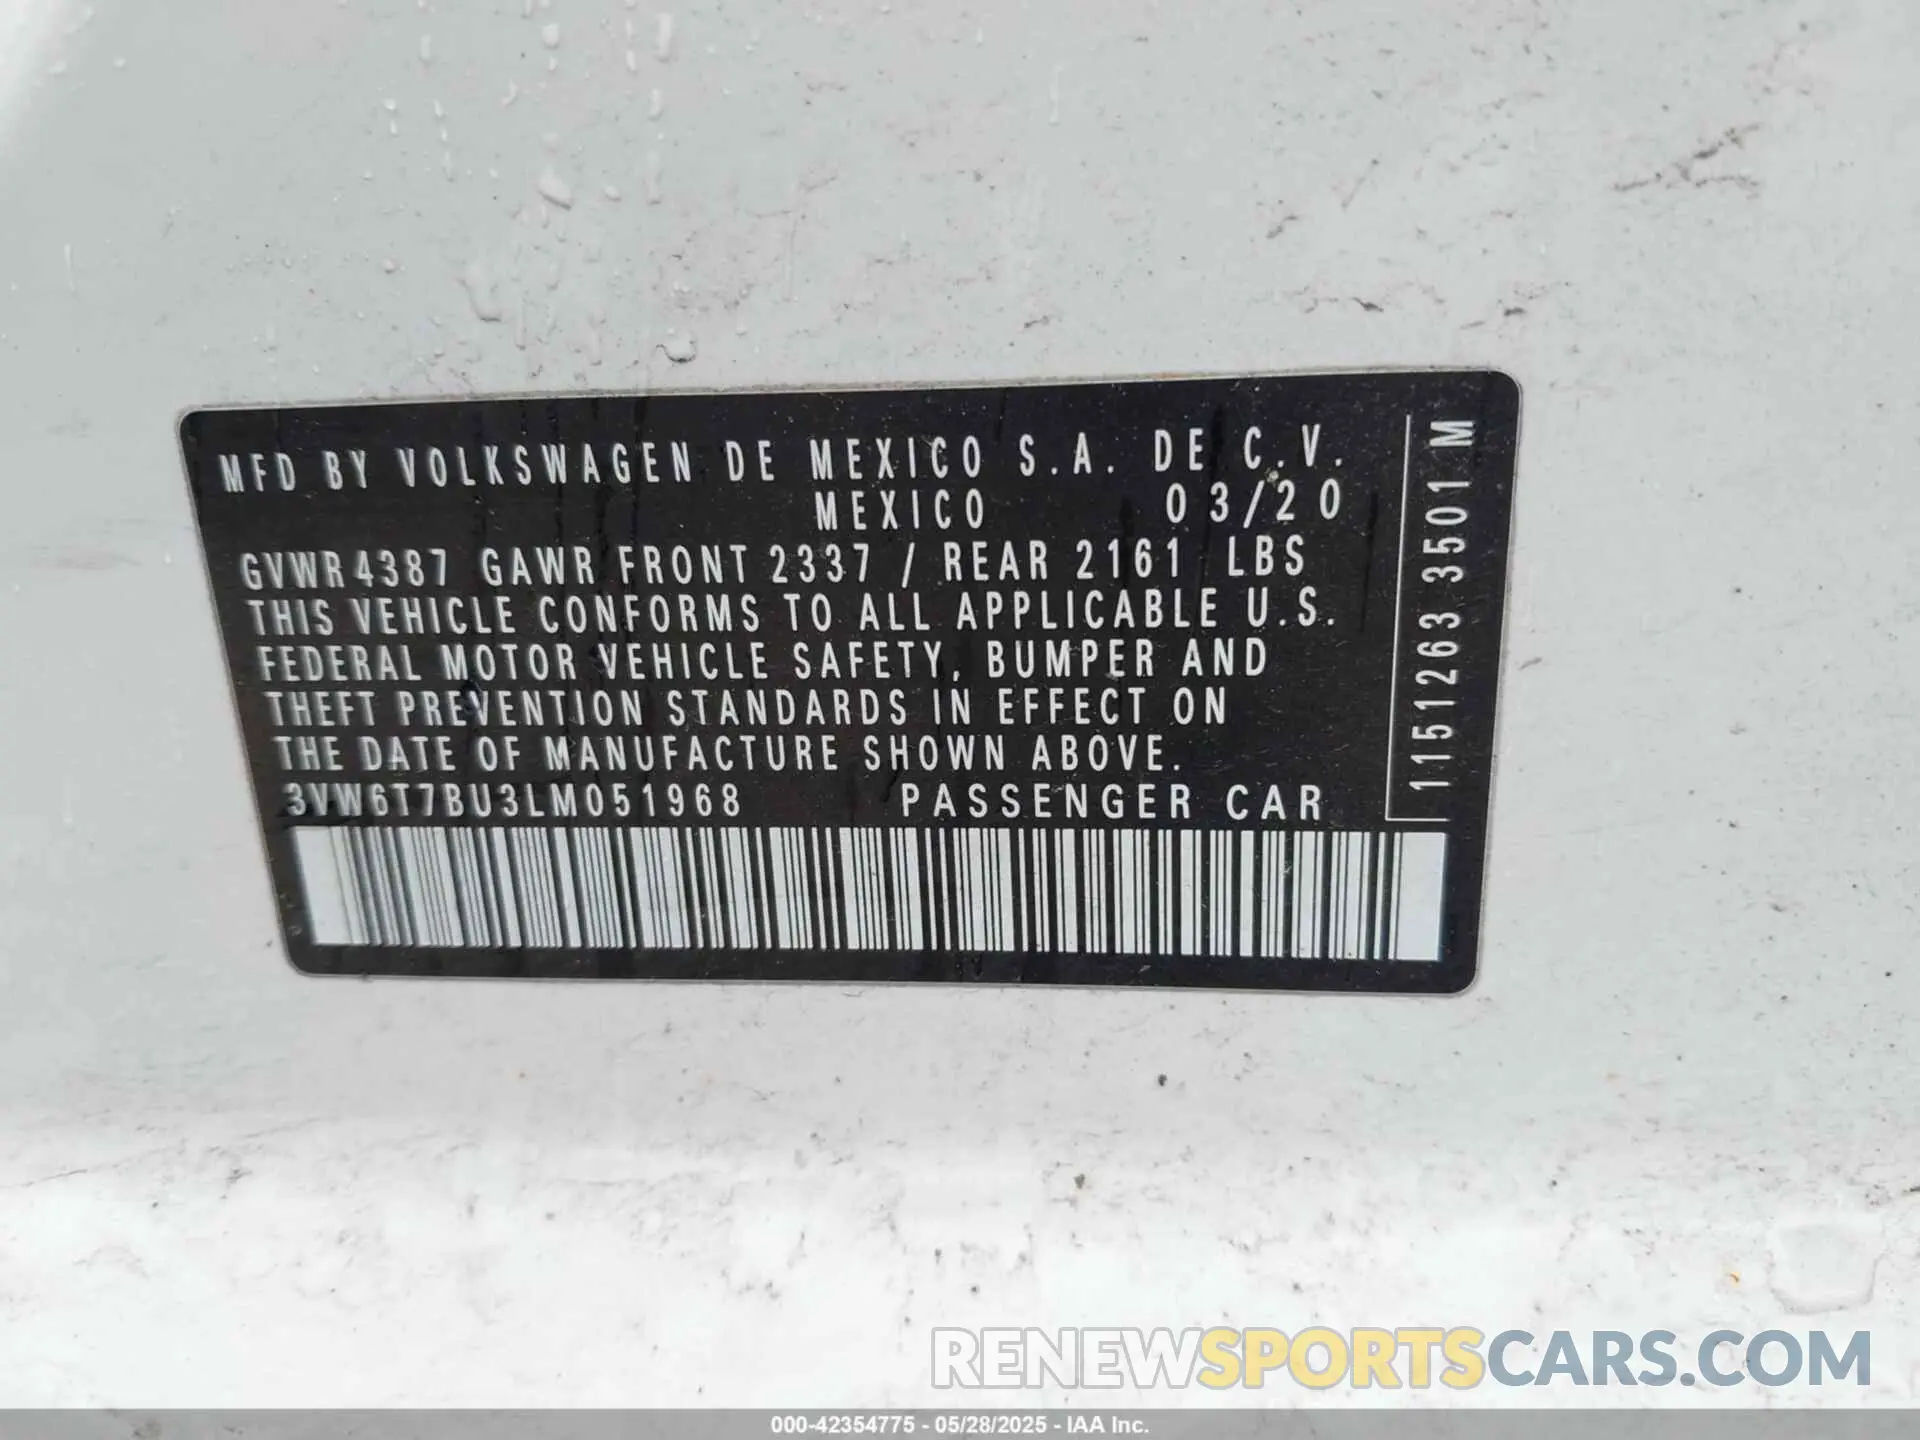 MFD BY VOLKSWAGEN DE MEXICO S.A. DE C.V.
MEXICO 03/20
GVWR 4387 GAWR FRONT 2337 / REAR 2161 LBS
THIS VEHICLE CONFORMS TO ALL APPLICABLE U.S.
FEDERAL MOTOR VEHICLE SAFETY, BUMPER AND
THEFT PREVENTION STANDARDS IN EFFECT ON
THE DATE OF MANUFACTURE SHOWN ABOVE.
3VW6T7BU3LM051968 PASSENGER CAR
1151263 3501 M
RENEWSPORTSCARS.COM
000-42354775 - 05/28/2025 - IAA Inc.